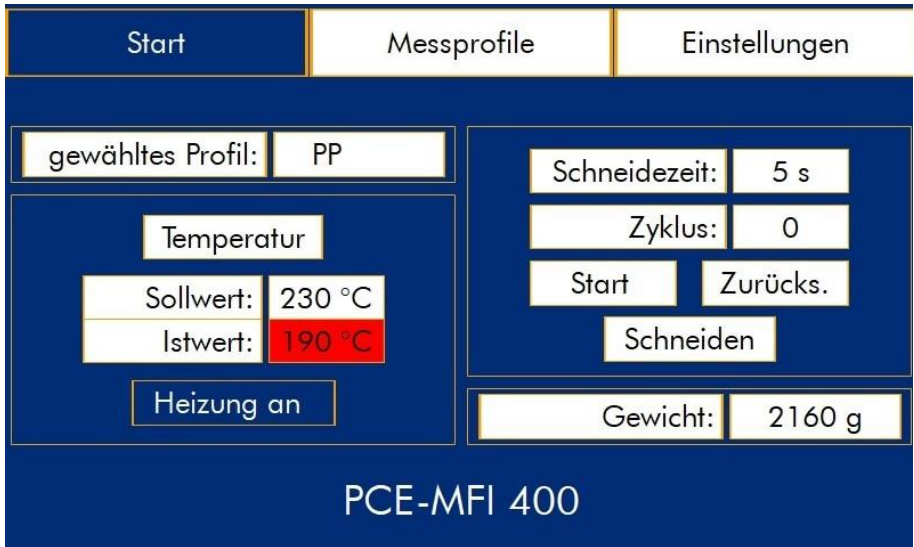 Start Messprofile Einstellungen
gewähltes Profil: PP
Temperatur
Sollwert: 230 °C
Istwert: 190 °C
Heizung an
Schneidezeit: 5 s
Zyklus: 0
Start Zurücks.
Schneiden
Gewicht: 2160 g
PCE-MFI 400